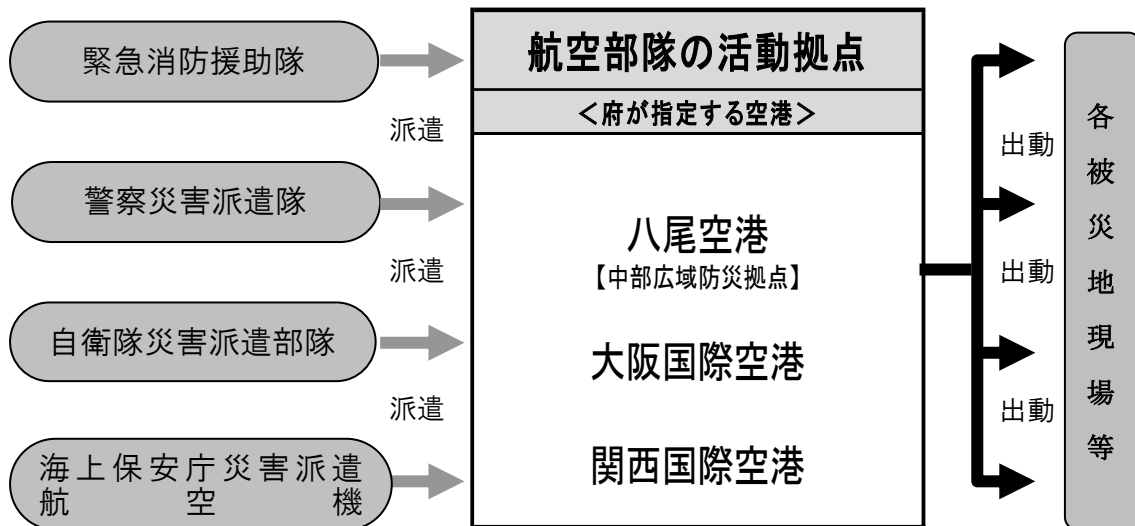 緊急消防援助隊
派遣
警察災害派遣隊
派遣
自衛隊災害派遣部隊
派遣
海上保安庁災害派遣
航空機
航空部隊の活動拠点
＜府が指定する空港＞
八尾空港
【中部広域防災拠点】
大阪国際空港
関西国際空港
出動
出動
出動
各被災地現場等